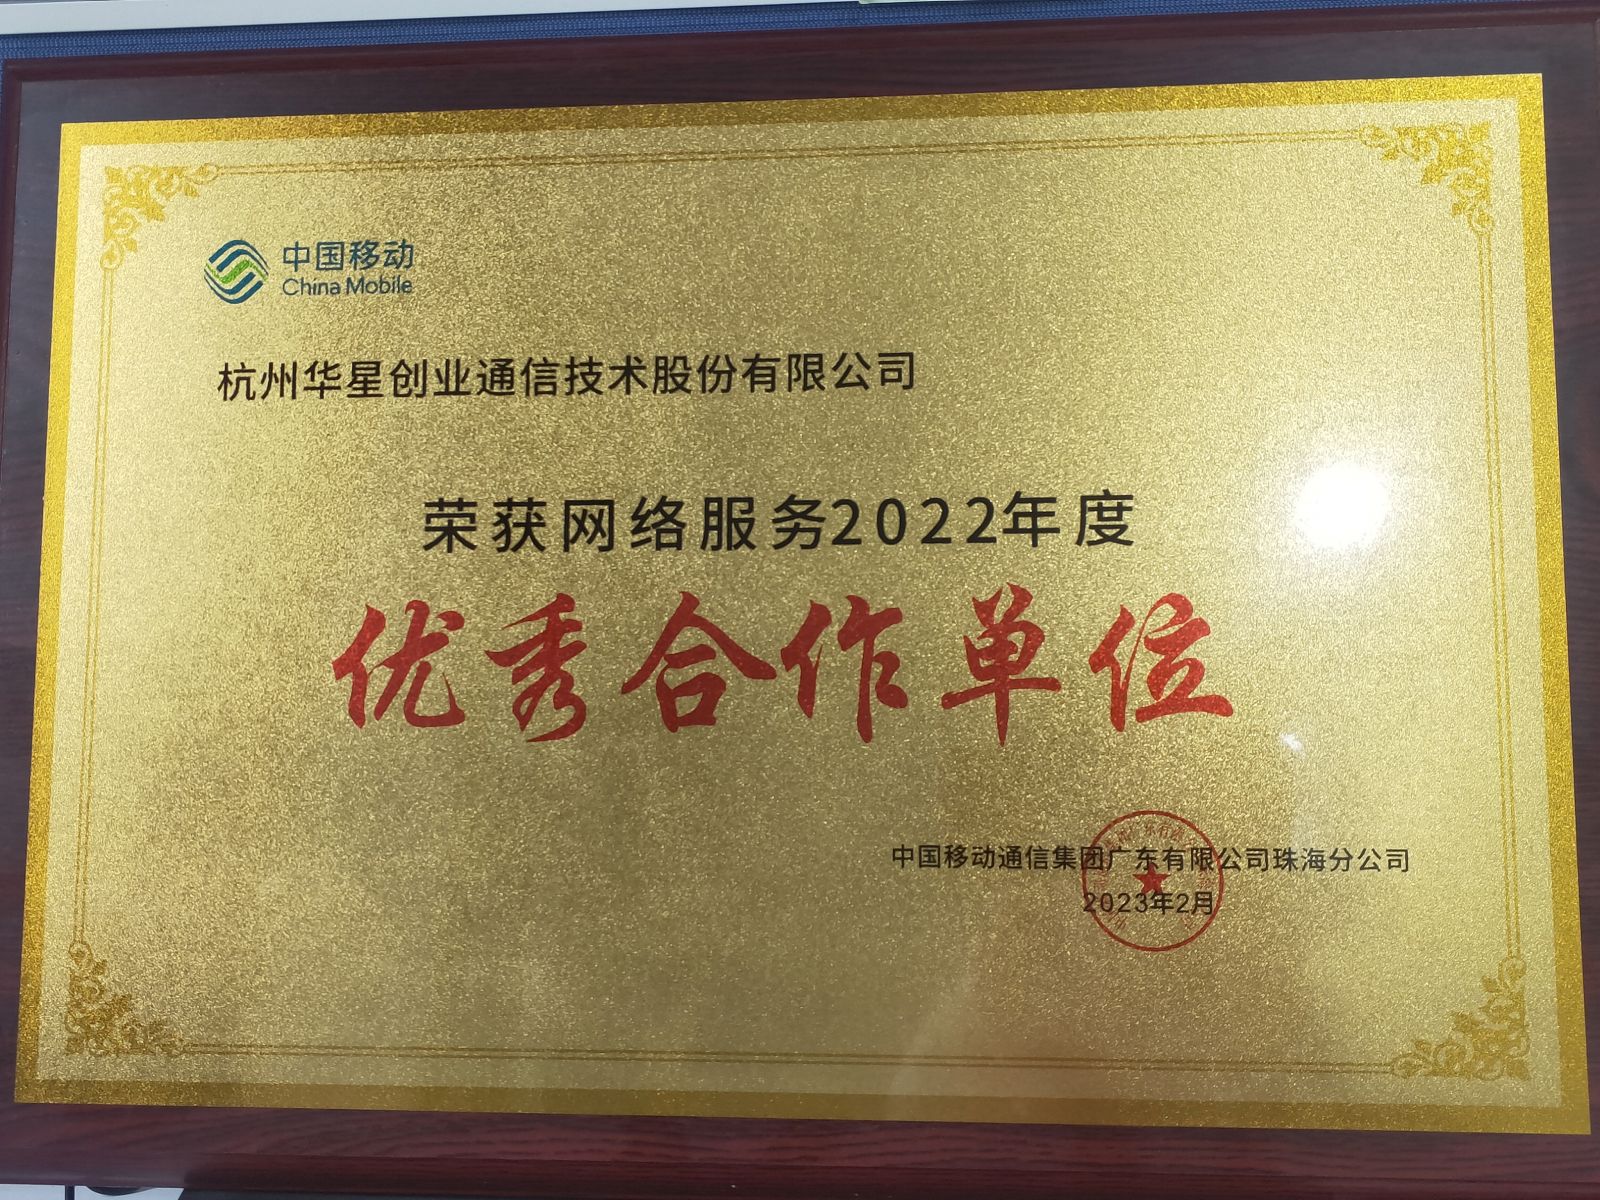 中国移动
China Mobile
杭州华星创业通信技术股份有限公司
荣获网络服务2022年度
优秀合作单位
中国移动通信集团广东有限公司珠海分公司
2023年2月